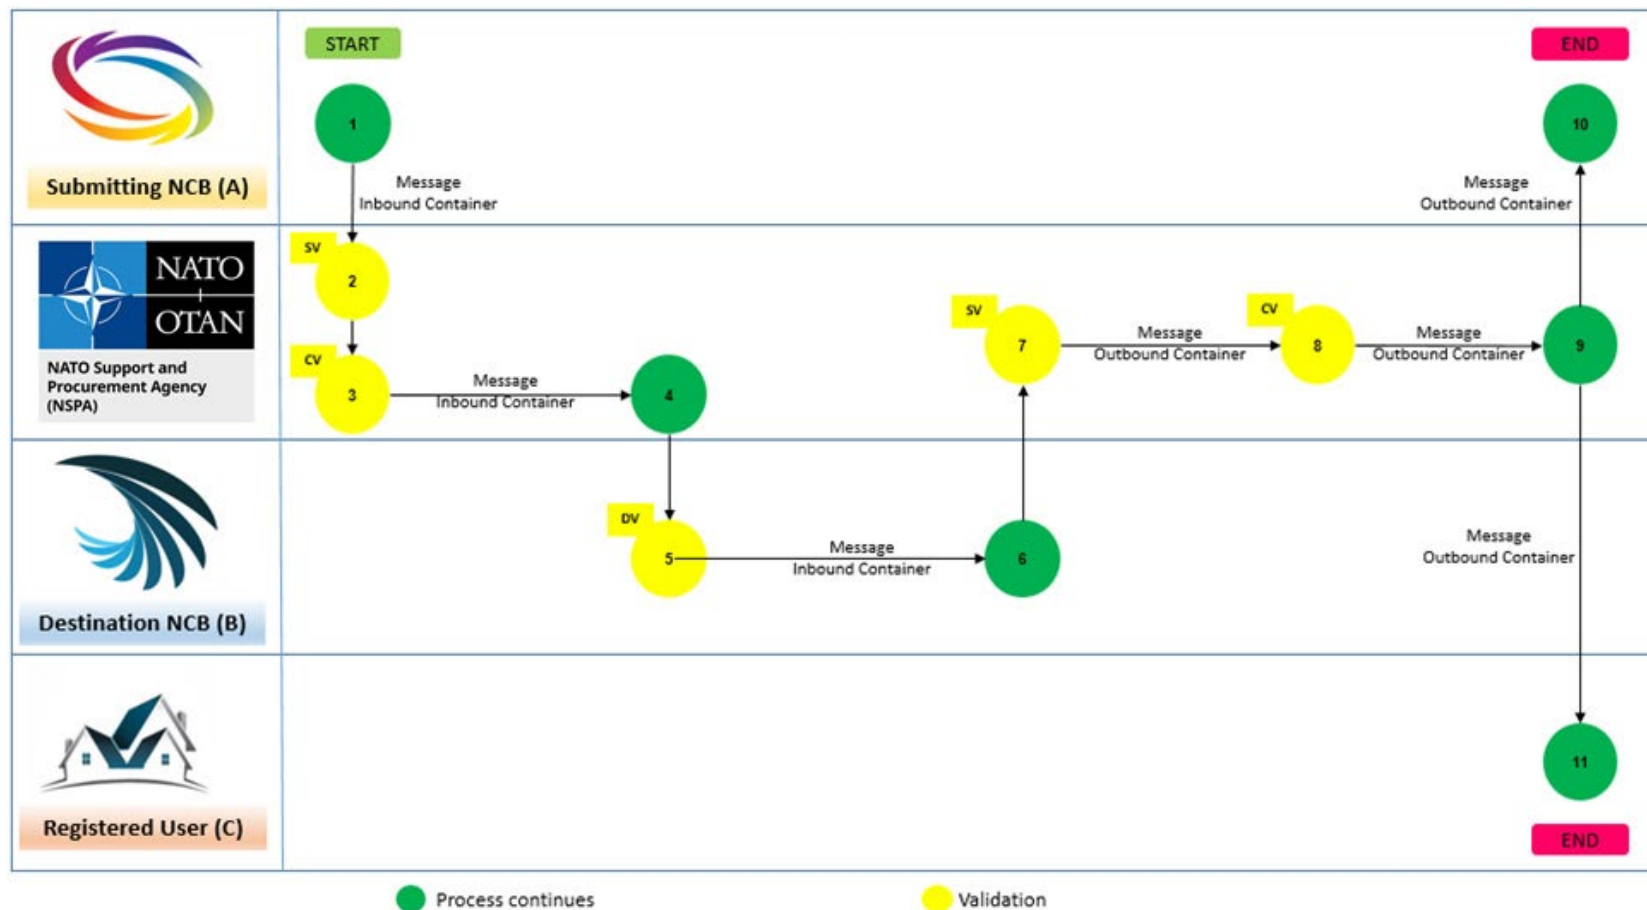 START
END
1
10
Submitting NCB (A)
Message
Inbound Container
Message
Outbound Container
NATO
OTAN
NATO Support and
Procurement Agency
(NSPA)
SV
2
CV
3
Message
Inbound Container
4
SV
7
Message
Outbound Container
CV
8
Message
Outbound Container
9
DV
5
Message
Inbound Container
6
Message
Outbound Container
Destination NCB (B)
11
Registered User (C)
END
Process continues
Validation